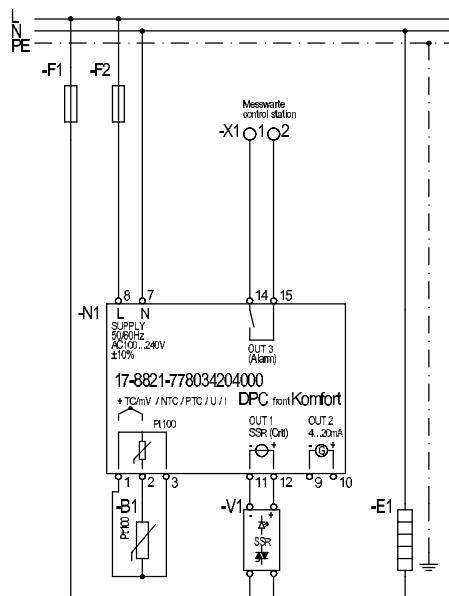 L
N
PE
-F1
-F2
Messwarte
control station
-X1 1 2
8 7 14 15
-N1
L N
SUPPLY
50/60Hz
AC100...240V
±10%
OUT 3
(Alarm)
17-8821-778034204000
DPC front Komfort
+ TC/mV / NTC / PTC / U / I
Pt100
OUT 1
SSR (Crtl)
OUT 2
4...20mA
- +
- G +
1 2 3 11 12 9 10
-B1
Pt100
-V1
- +
SSR
-E1